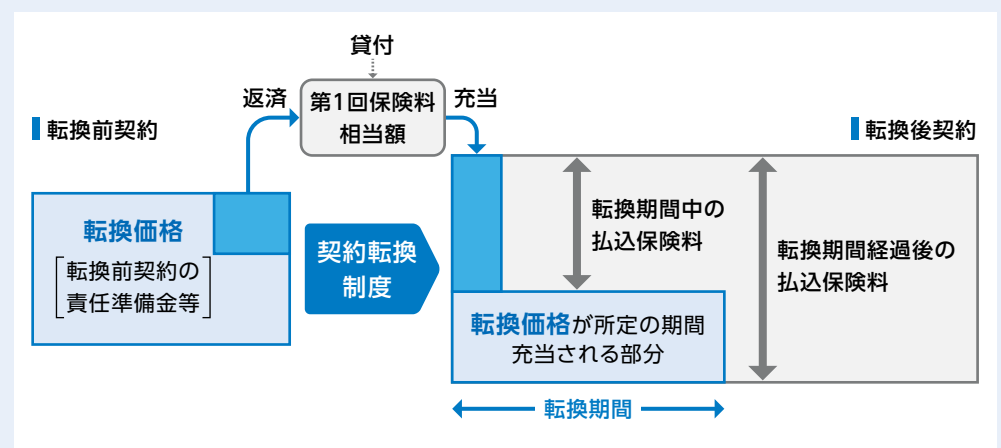 貸付
返済
第1回保険料
相当額
充当
転換前契約
転換後契約
転換価格
転換前契約の
責任準備金等
契約転換
制度
転換期間中の
払込保険料
転換期間経過後の
払込保険料
転換価格が所定の期間
充当される部分
転換期間